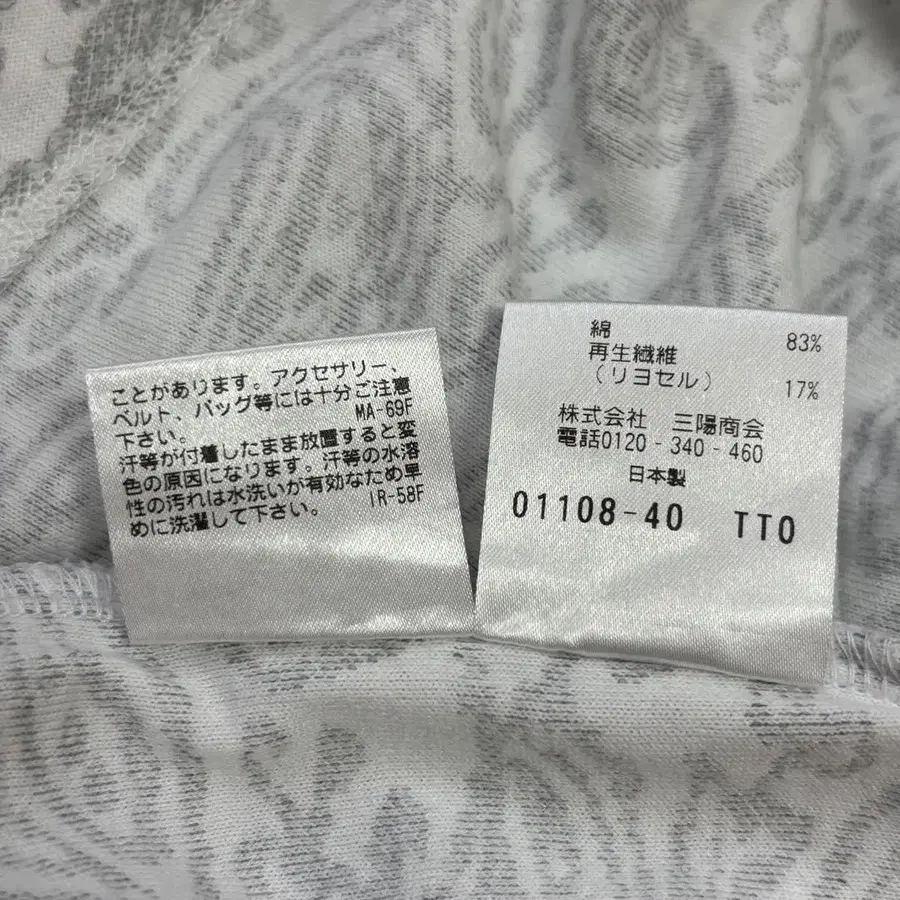 ことがあります。アクセサリー、
ベルト、バッグ等には十分ご注意
下さい。 MA-69F
汗等が付着したまま放置すると変
色の原因になります。汗等の水溶
性の汚れは水洗いが有効なため早
めに洗濯して下さい。 IR-58F
綿 83%
再生繊維
(リヨセル) 17%
株式会社 三陽商会
電話0120-340-460
日本製
01108-40 TT0